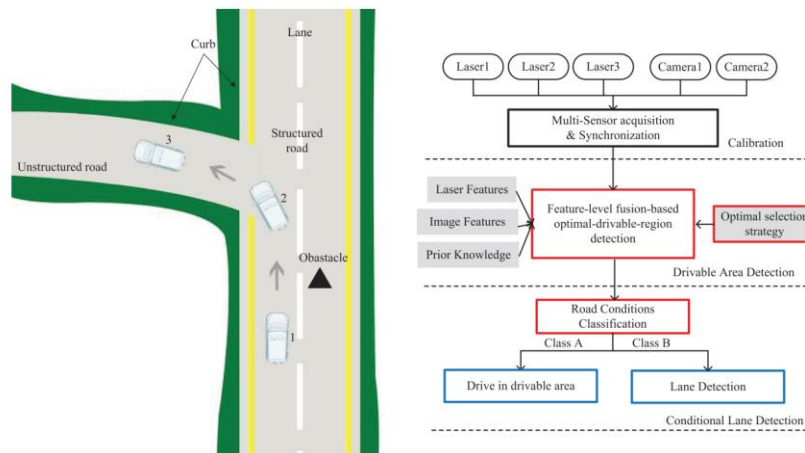 Lane
Curb
3
Structured
road
Unstructured road
2
Obastacle
1
Laser1
Laser2
Laser3
Camera1
Camera2
Multi-Sensor acquisition
& Synchronization
Calibration
Laser Features
Image Features
Prior Knowledge
Feature-level fusion-based
optimal-drivable-region
detection
Optimal selection
strategy
Drivable Area Detection
Road Conditions
Classification
Class A
Class B
Drive in drivable area
Lane Detection
Conditional Lane Detection